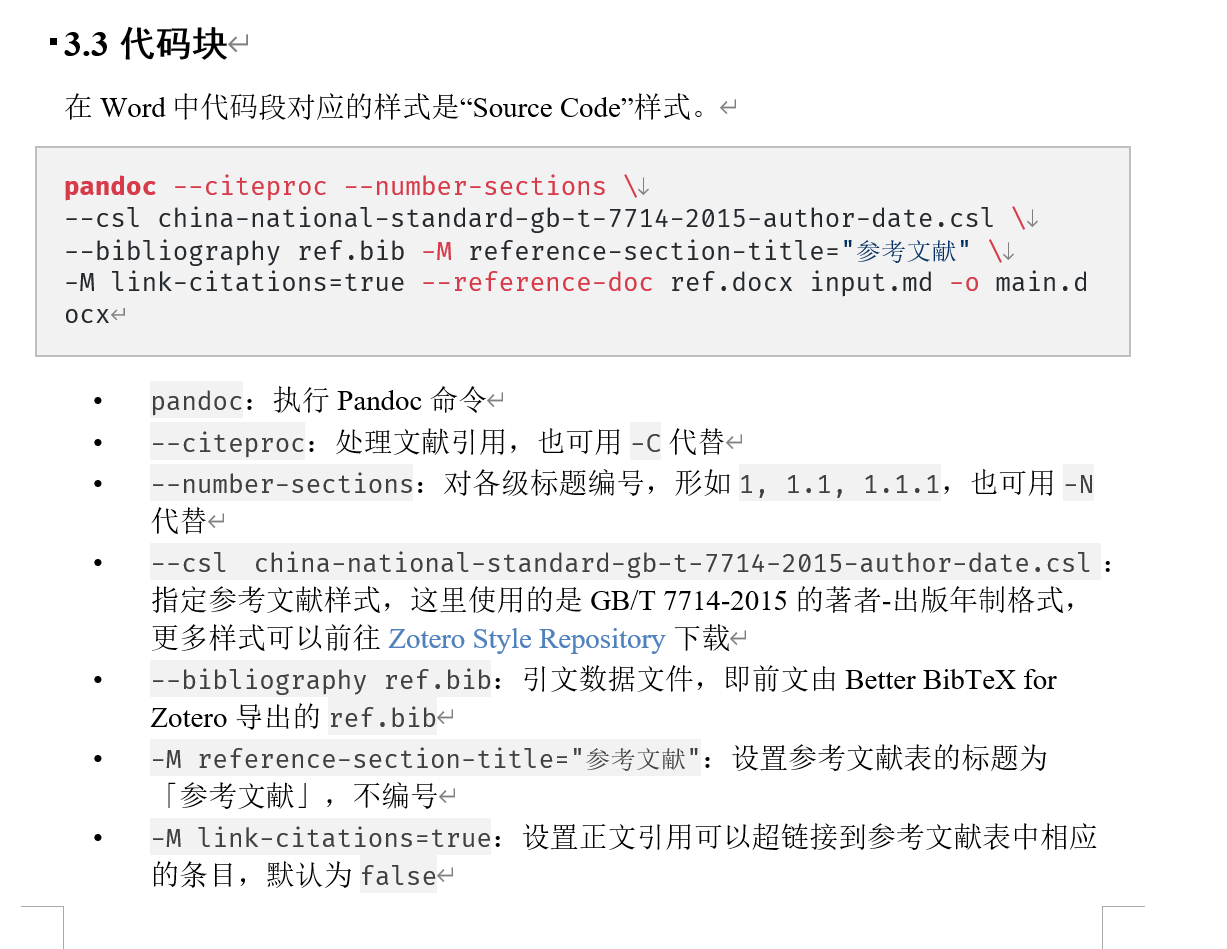 3.3 代码块
在 Word 中代码段对应的样式是“Source Code”样式。
pandoc --citeproc --number-sections \
--csl china-national-standard-gb-t-7714-2015-author-date.csl \
--bibliography ref.bib -M reference-section-title="参考文献" \
-M link-citations=true --reference-doc ref.docx input.md -o main.d
ocx
• pandoc：执行 Pandoc 命令
• --citeproc：处理文献引用，也可用 -C 代替
• --number-sections：对各级标题编号，形如 1, 1.1, 1.1.1，也可用 -N
代替
• --csl china-national-standard-gb-t-7714-2015-author-date.csl：
指定参考文献样式，这里使用的是 GB/T 7714-2015 的著者-出版年制格式，
更多样式可以前往 Zotero Style Repository 下载
• --bibliography ref.bib：引文数据文件，即前文由 Better BibTeX for
Zotero 导出的 ref.bib
• -M reference-section-title="参考文献"：设置参考文献表的标题为
「参考文献」，不编号
• -M link-citations=true：设置正文引用可以超链接到参考文献表中相应
的条目，默认为 false